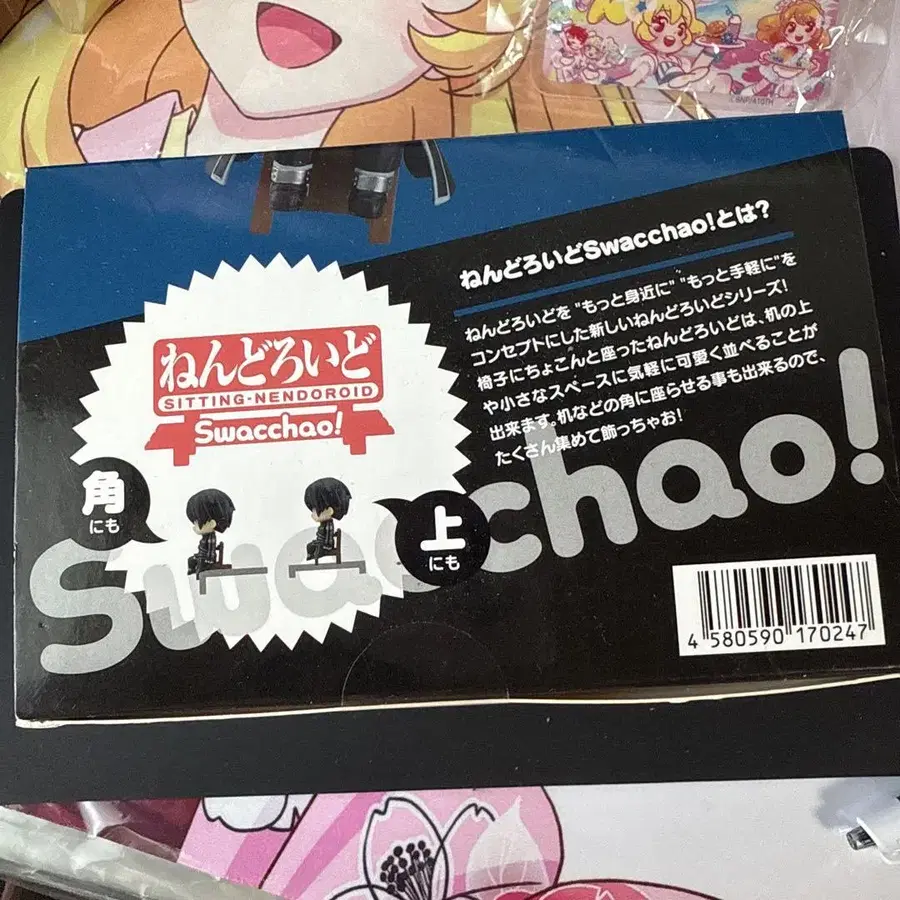 ©BNP/AIOTH
ねんどろいどSwacchao!とは?
ねんどろいどを "もっと身近に" "もっと手軽に"を
コンセプトにした新しいねんどろいどシリーズ!
椅子にちょこんと座ったねんどろいどは、机の上
や小さなスペースに気軽に可愛く並べることが
出来ます。机などの角に座らせる事も出来るので、
たくさん集めて飾っちゃお!
ねんどろいど
SITTING-NENDOROID
Swacchao!
角
にも
上
にも
Swacchao!
4 580590 170247